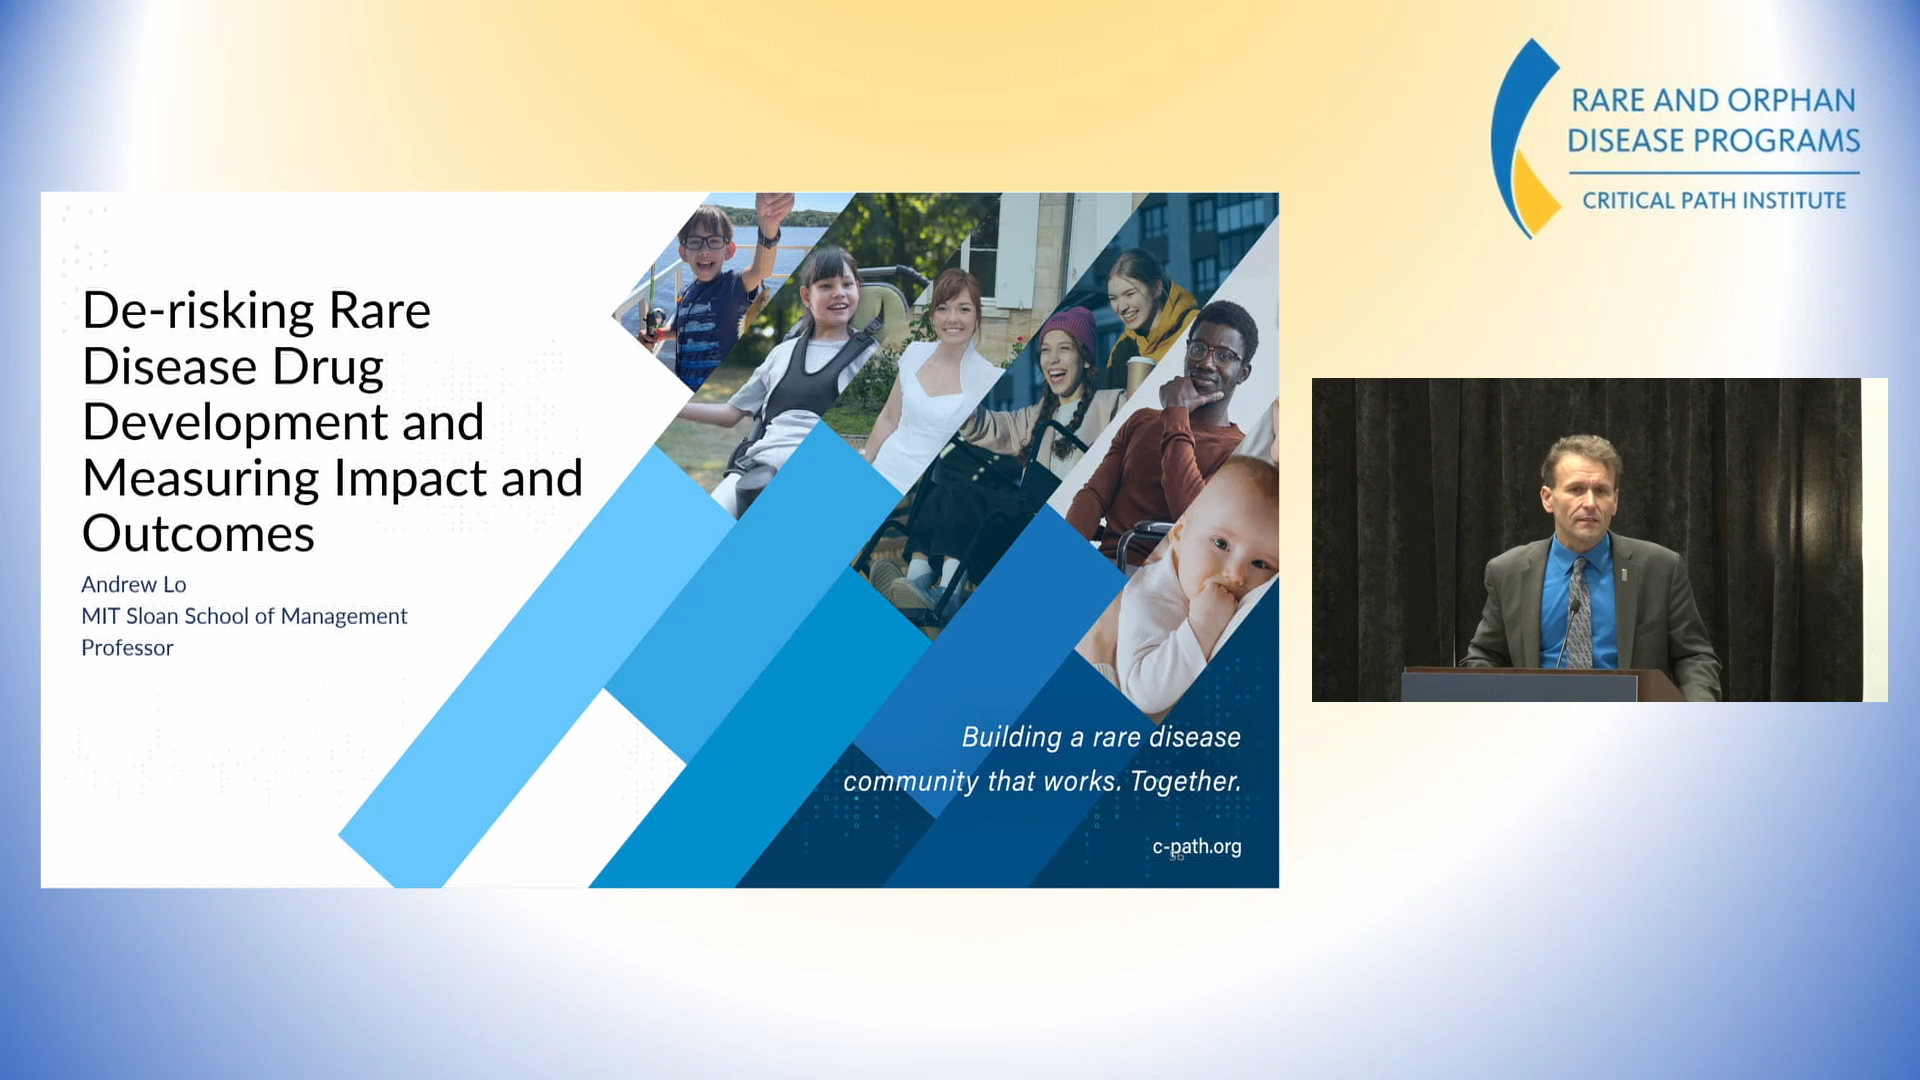 RARE AND ORPHAN
DISEASE PROGRAMS
CRITICAL PATH INSTITUTE
De-risking Rare
Disease Drug
Development and
Measuring Impact and
Outcomes
Andrew Lo
MIT Sloan School of Management
Professor
Building a rare disease
community that works. Together.
c-path.org